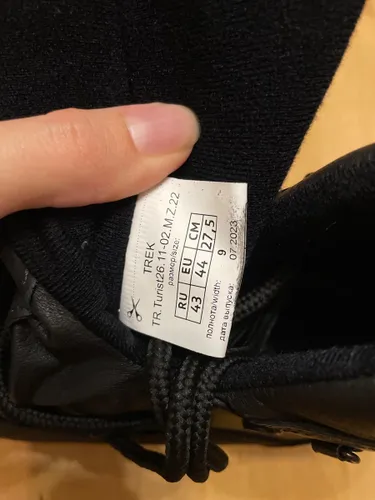 TREK
TR.Turist26.11-02.M.Z.22
размер/size:
RU EU CM
43 44 27,5
полнота/width: 9
дата выпуска: 07.2023